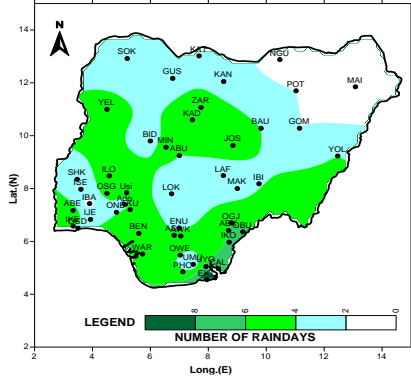 14
12
10
8
6
4
2
Lat.(N)
N
SOK
KAT
NGU
GUS
KAN
POT
MAI
YEL
ZAR
KAD
BAU
GOM
BID
MIN
ABU
JOS
YOL
SHK
ILO
LAF
IBI
ISE
OSG
Usi
LOK
MAK
IBA
ABE
IJE
OGJ
OBU
BEN
ENU
IKO
WAR
OWE
UMU
PHC
UYO
CAL
LEGEND
8 6 4 2 0
NUMBER OF RAINDAYS
2 4 6 8 10 12 14
Long.(E)